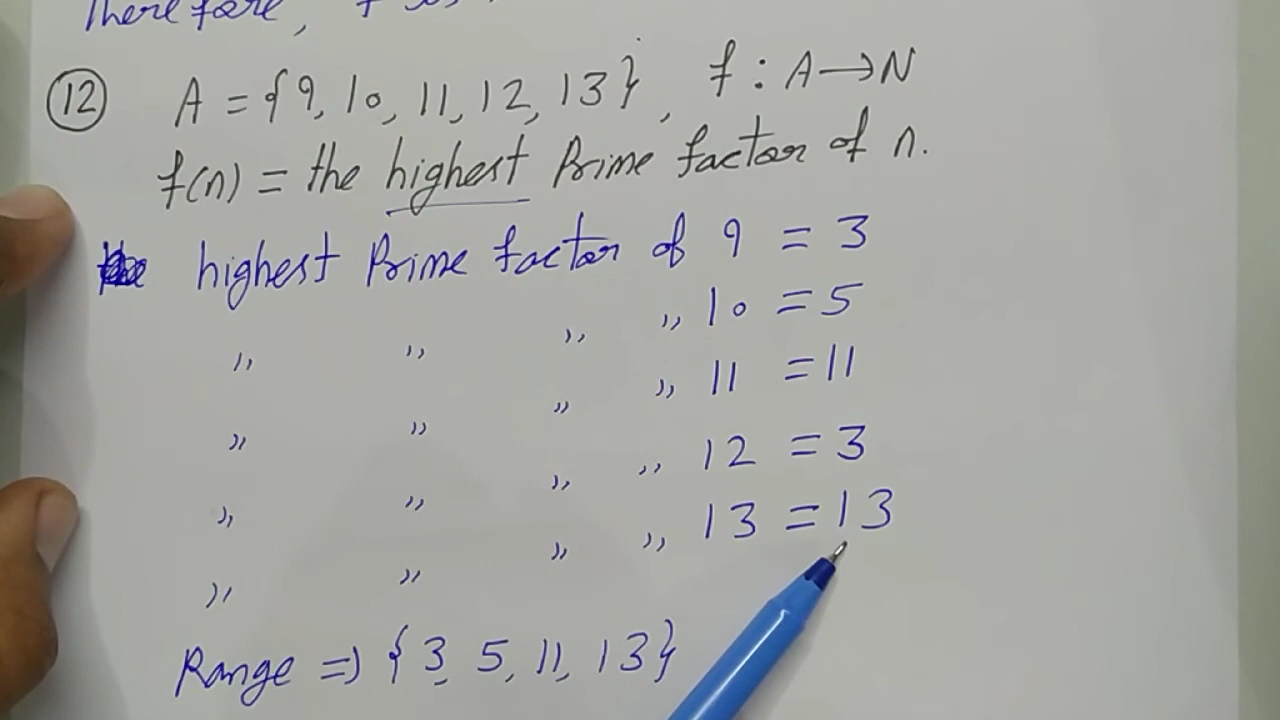 Therefore, f
(12) A = {9, 10, 11, 12, 13}, f : A → N
f(n) = the highest Prime factor of n.
highest Prime factor of 9 = 3
,, ,, ,, ,, 10 = 5
,, ,, ,, ,, 11 = 11
,, ,, ,, ,, 12 = 3
,, ,, ,, ,, 13 = 13
Range => {3, 5, 11, 13}